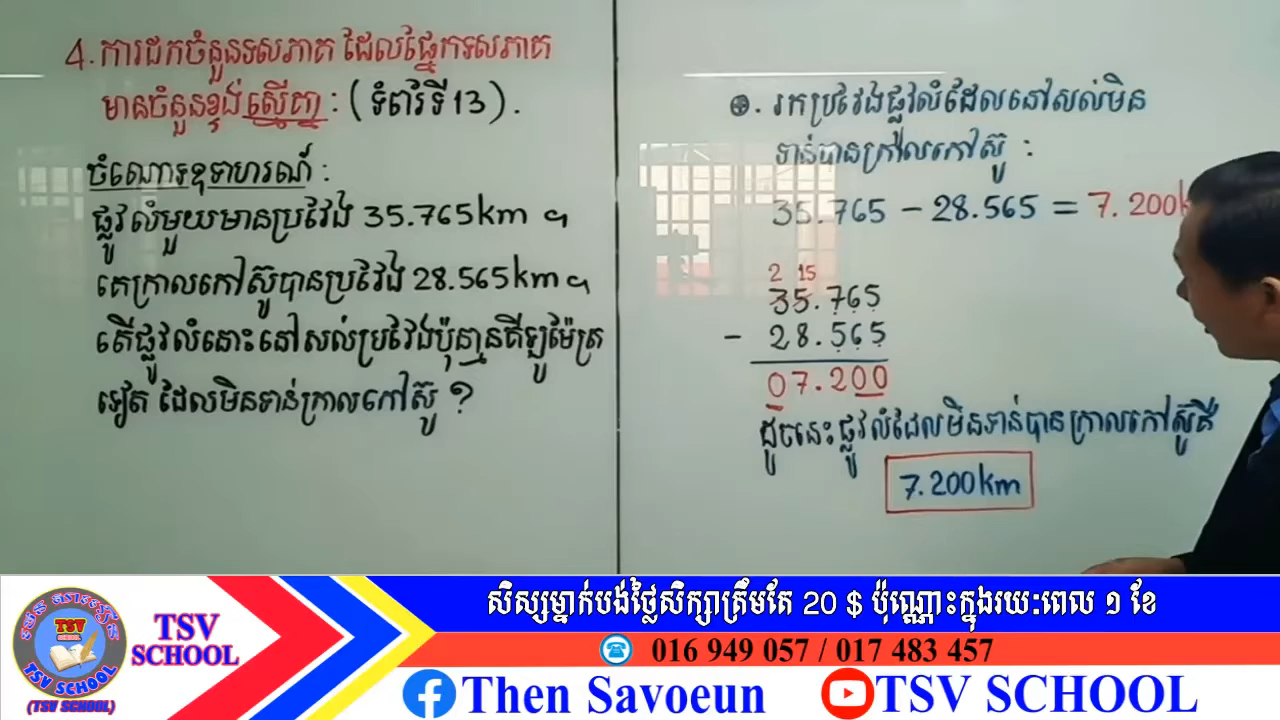 4. ការដកចំនួនទសភាគ ដែលផ្នែកទសភាគ
មានចំនួនខ្ទង់ស្មើគ្នា : (ទំព័រទី13).
ចំណោទឧទាហរណ៍ :
ផ្លូវលំមួយមានប្រវែង 35.765km ។
គេក្រាលកៅស៊ូបានប្រវែង 28.565km ។
តើផ្លូវលំនោះនៅសល់ប្រវែងប៉ុន្មានគីឡូម៉ែត្រ
ទៀត ដែលមិនទាន់ក្រាលកៅស៊ូ ?
រកប្រវែងផ្លូវលំដែលនៅសល់មិន
ទាន់បានក្រាលកៅស៊ូ :
35.765 - 28.565 = 7.200k
2 15
35.765
- 28.565
07.200
ដូចនេះផ្លូវលំដែលមិនទាន់បានក្រាលកៅស៊ូគឺ
7.200km
សិស្សម្នាក់បង់ថ្លៃសិក្សាត្រឹមតែ 20 $ ប៉ុណ្ណោះក្នុងរយៈពេល ១ ខែ
TSV
SCHOOL
016 949 057 / 017 483 457
Then Savoeun
TSV SCHOOL
TSV
SCHOOL
TSV SCHOOL
(TSV SCHOOL)